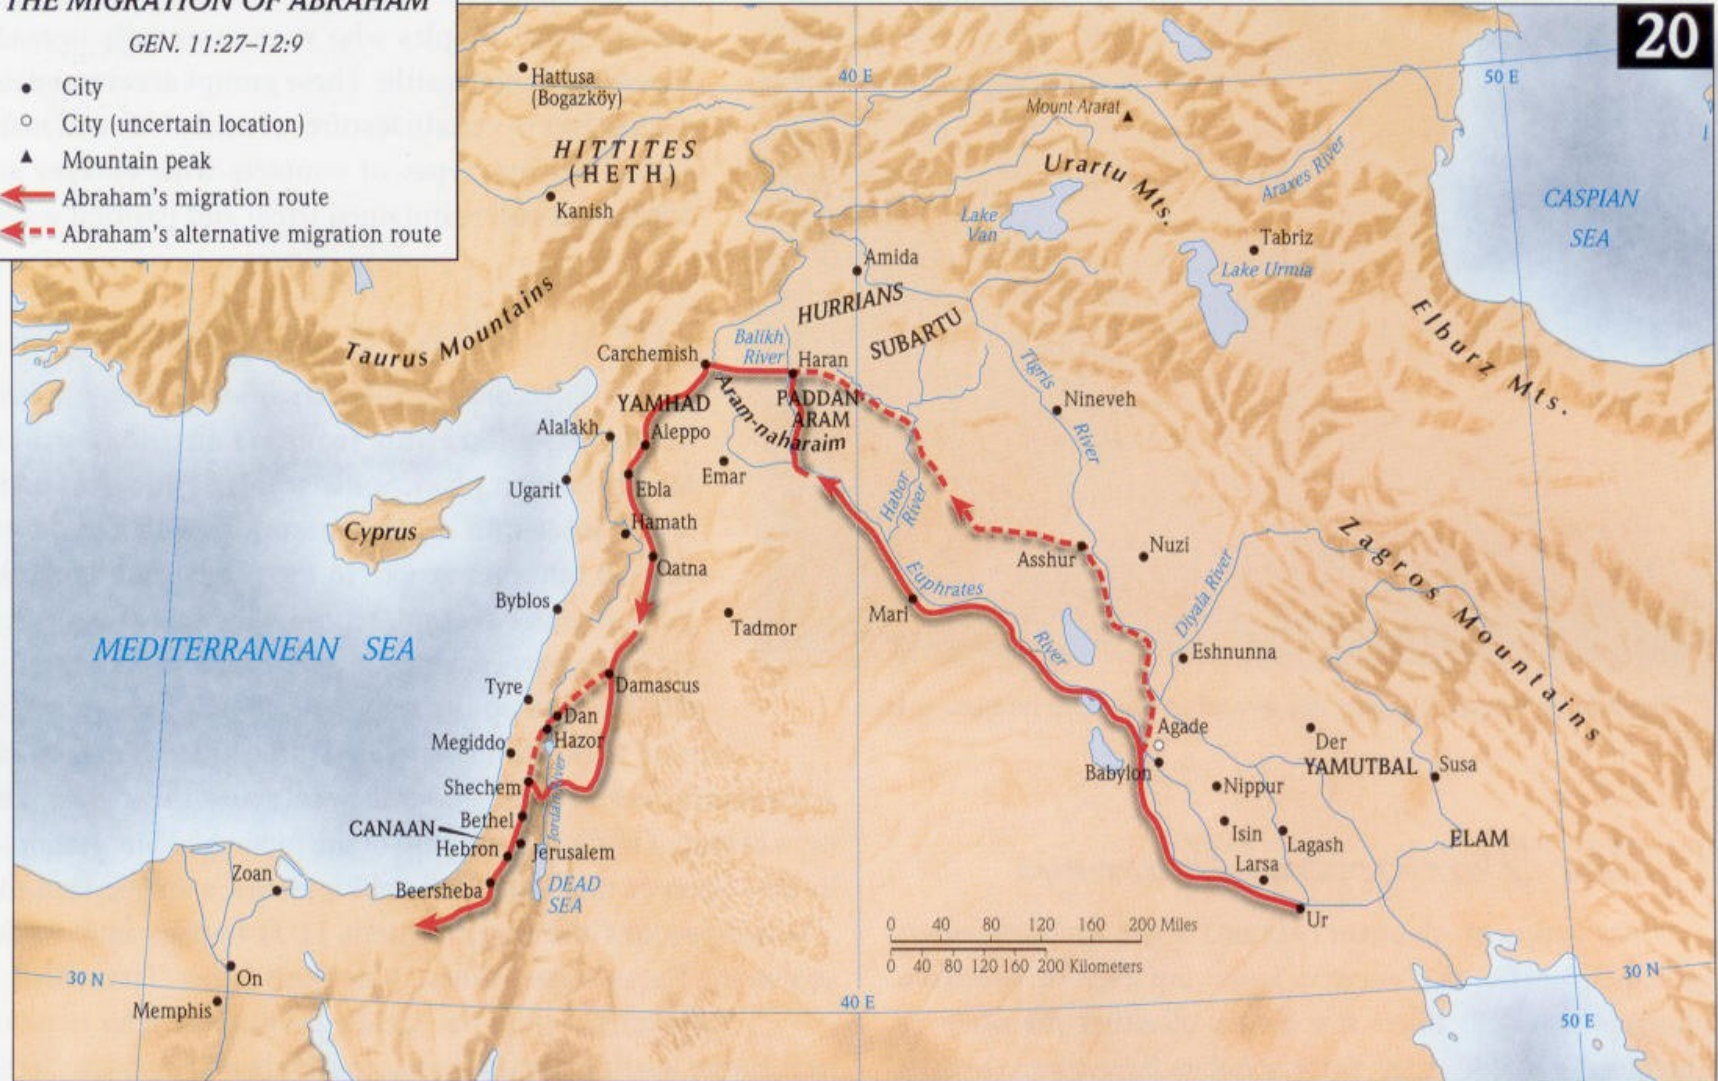 THE MIGRATION OF ABRAHAM
GEN. 11:27–12:9
City
City (uncertain location)
Mountain peak
Abraham's migration route
Abraham's alternative migration route
20
40 E
50 E
Hattusa
(Bogazköy)
HITTITES
(HETH)
Kanish
Mount Ararat
Urartu Mts.
Araxes River
CASPIAN
SEA
Lake
Van
Tabriz
Lake Urmia
Amida
HURRIANS
SUBARTU
Taurus Mountains
Elburz Mts.
Balikh
River
Carchemish
Haran
Tigris
River
Nineveh
YAMHAD
PADDAN
ARAM
Aram-naharaim
Alalakh
Aleppo
Emar
Ugarit
Ebla
Habor
River
Cyprus
Hamath
Asshur
Nuzi
Zagros Mountains
Qatna
Euphrates
River
Diyala River
Byblos
Tadmor
Mari
MEDITERRANEAN SEA
Eshnunna
Tyre
Damascus
Dan
Hazor
Megiddo
Agade
Der
YAMUTBAL
Susa
Babylon
Shechem
Jordan River
Nippur
Bethel
CANAAN
Isin
Lagash
ELAM
Hebron
Jerusalem
Larsa
Zoan
Beersheba
DEAD
SEA
Ur
0 40 80 120 160 200 Miles
0 40 80 120 160 200 Kilometers
On
30 N
30 N
Memphis
40 E
50 E